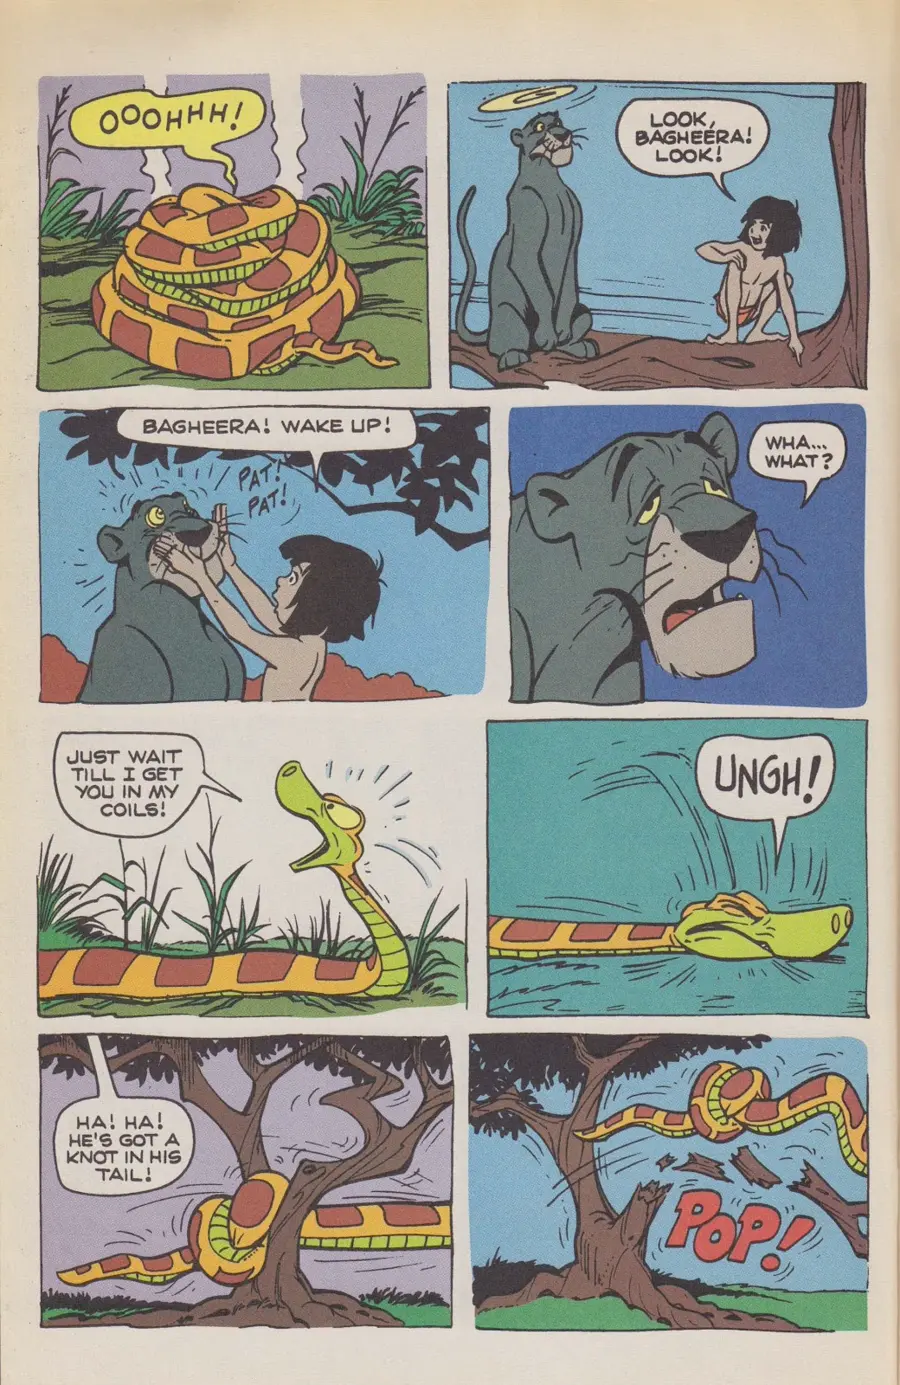 OOOHHH!
LOOK,
BAGHEERA!
LOOK!
BAGHEERA! WAKE UP!
PAT!
PAT!
WHA...
WHAT?
JUST WAIT
TILL I GET
YOU IN MY
COILS!
UNGH!
HA! HA!
HE'S GOT A
KNOT IN HIS
TAIL!
POP!